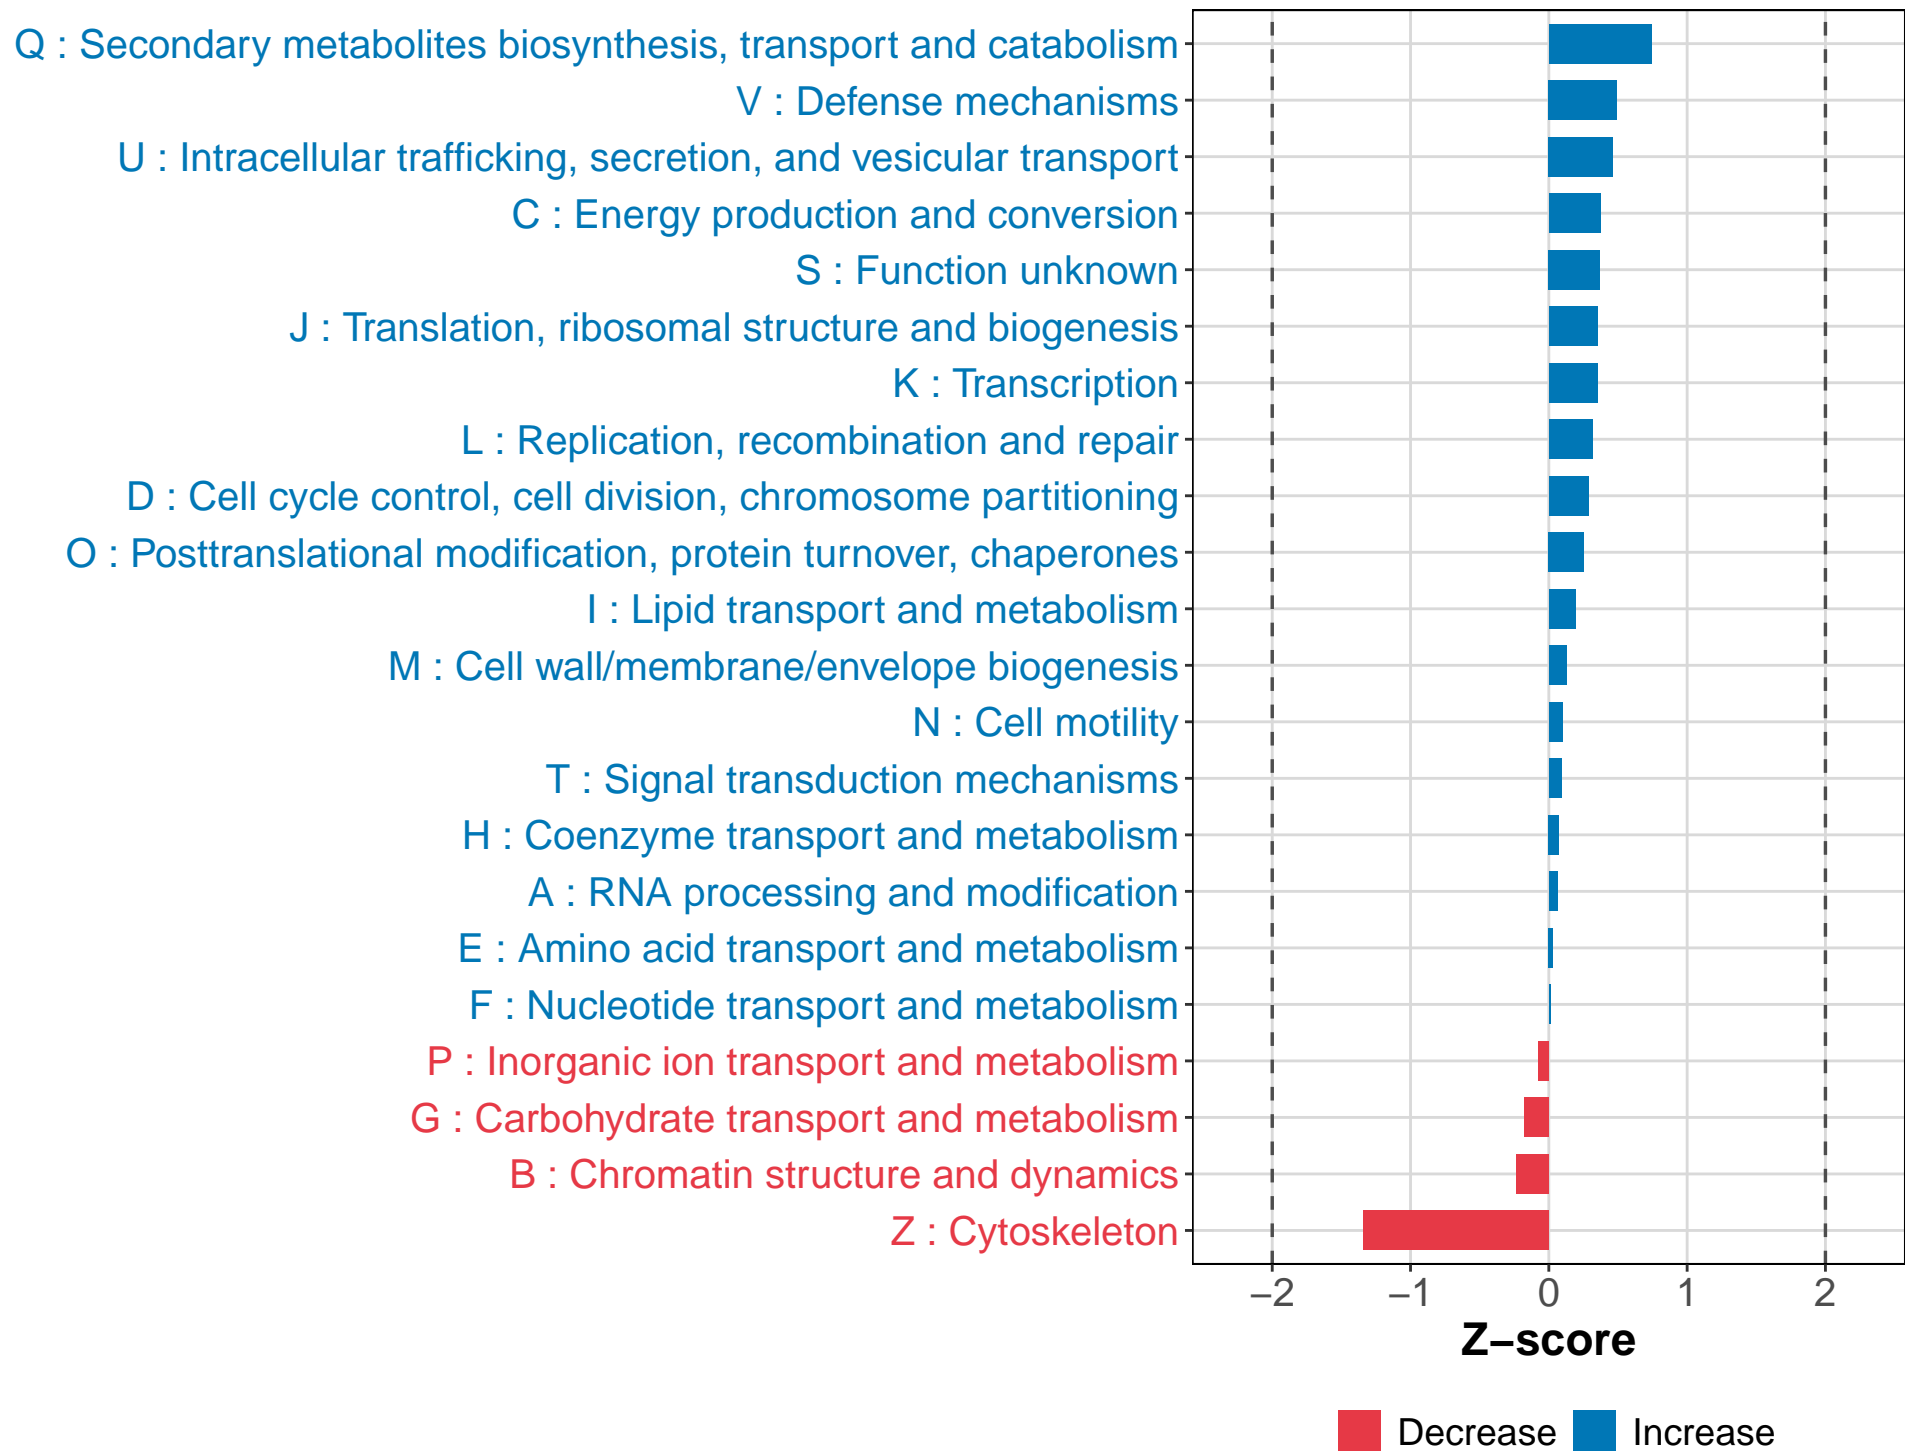 Q : Secondary metabolites biosynthesis, transport and catabolism
V : Defense mechanisms
U : Intracellular trafficking, secretion, and vesicular transport
C : Energy production and conversion
S : Function unknown
J : Translation, ribosomal structure and biogenesis
K : Transcription
L : Replication, recombination and repair
D : Cell cycle control, cell division, chromosome partitioning
O : Posttranslational modification, protein turnover, chaperones
I : Lipid transport and metabolism
M : Cell wall/membrane/envelope biogenesis
N : Cell motility
T : Signal transduction mechanisms
H : Coenzyme transport and metabolism
A : RNA processing and modification
E : Amino acid transport and metabolism
F : Nucleotide transport and metabolism
P : Inorganic ion transport and metabolism
G : Carbohydrate transport and metabolism
B : Chromatin structure and dynamics
Z : Cytoskeleton
−2 −1 0 1 2
Z−score
Decrease Increase